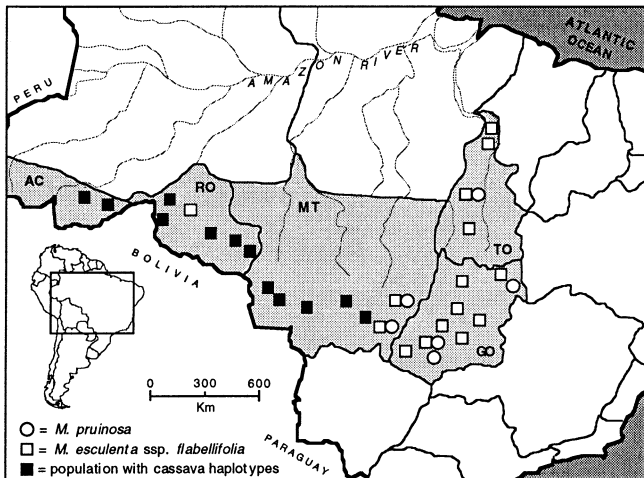 ATLANTIC
OCEAN
AMAZON RIVER
PERU
AC
RO
MT
TO
BOLIVIA
GO
0 300 600
Km
PARAGUAY
= M. pruinosa
= M. esculenta ssp. flabellifolia
= population with cassava haplotypes